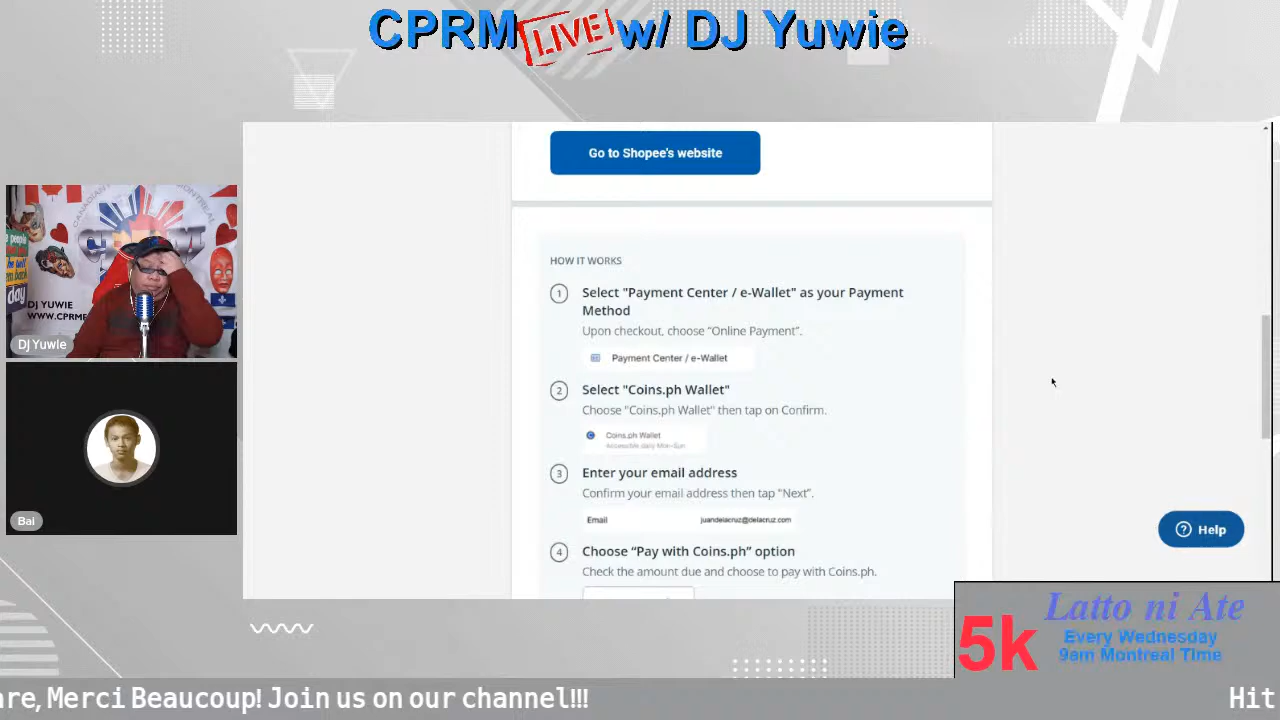 CPRM LIVE w/ DJ Yuwie
Go to Shopee's website
HOW IT WORKS
1 Select "Payment Center / e-Wallet" as your Payment
Method
Upon checkout, choose “Online Payment”.
Payment Center / e-Wallet
2 Select "Coins.ph Wallet"
Choose "Coins.ph Wallet" then tap on Confirm.
Coins.ph Wallet
Accessible daily Mon-Sun
3 Enter your email address
Confirm your email address then tap "Next".
Email juandelacruz@delacruz.com
4 Choose “Pay with Coins.ph” option
Check the amount due and choose to pay with Coins.ph.
Help
DJ YUWIE
DJ Yuwie
Bai
5k
Latto ni Ate
Every Wednesday
9am Montreal Time
are, Merci Beaucoup! Join us on our channel!!! Hit